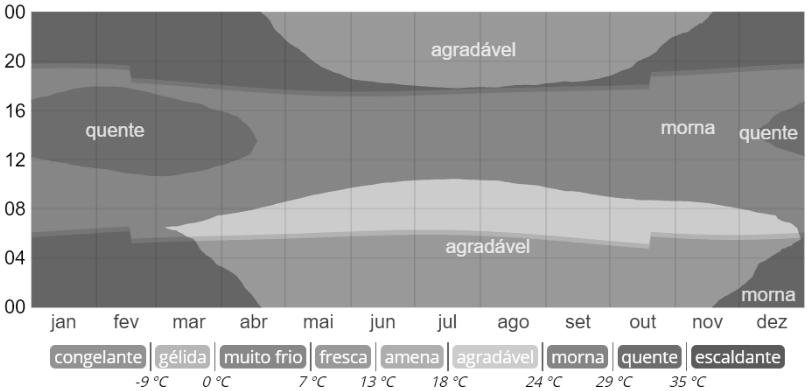 00
agradável
20
16
quente
morna
quente
12
08
agradável
04
morna
00
jan fev mar abr mai jun jul ago set out nov dez
congelante gélida muito frio fresca amena agradável morna quente escaldante
-9 °C 0 °C 7 °C 13 °C 18 °C 24 °C 29 °C 35 °C